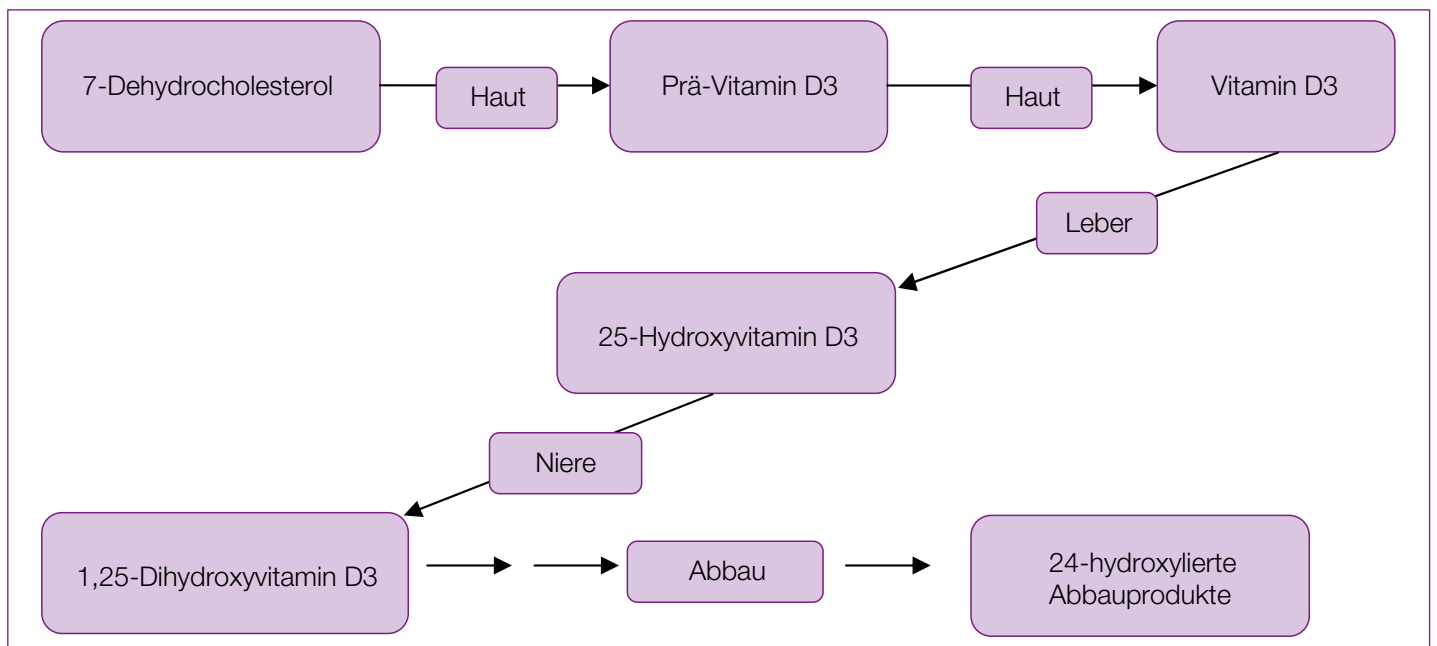 7-Dehydrocholesterol
Haut
Prä-Vitamin D3
Haut
Vitamin D3
Leber
25-Hydroxyvitamin D3
Niere
1,25-Dihydroxyvitamin D3
Abbau
24-hydroxylierte
Abbauprodukte